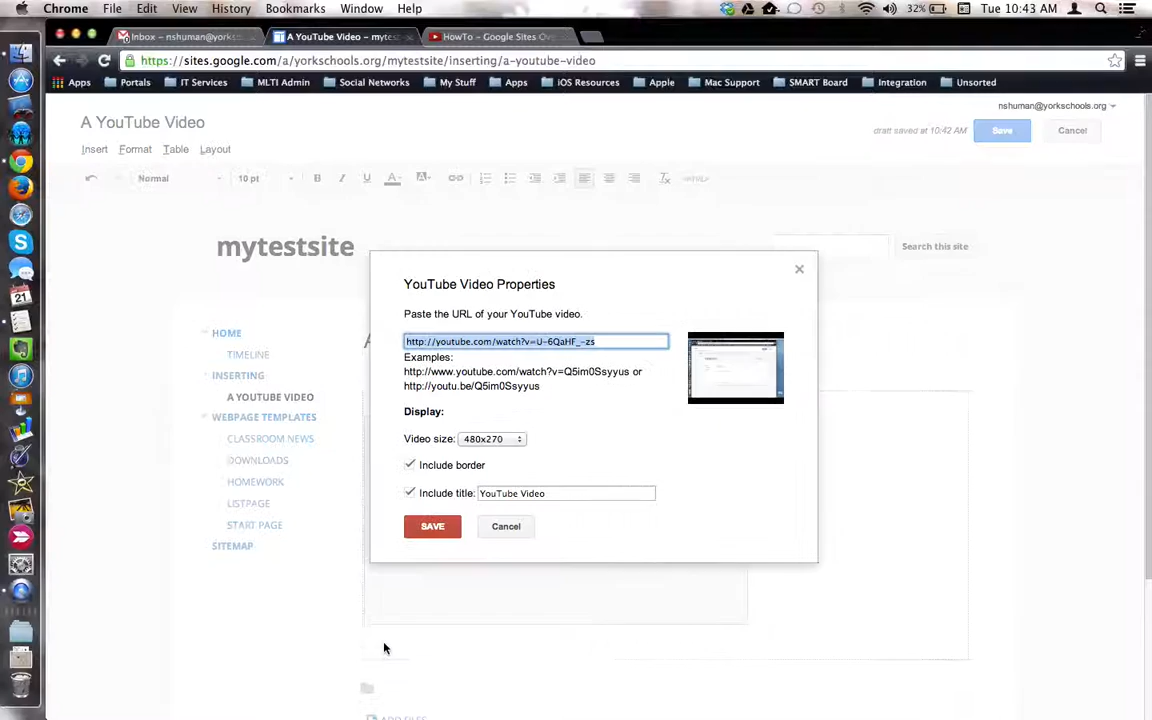 Chrome File Edit View History Bookmarks Window Help 32% Tue 10:43 AM
Inbox – nshuman@yorks A YouTube Video – mytest HowTo – Google Sites Ov
https://sites.google.com/a/yorkschools.org/mytestsite/inserting/a-youtube-video
Apps Portals IT Services MLTI Admin Social Networks My Stuff Apps iOS Resources Apple Mac Support SMART Board Integration Unsorted
nshuman@yorkschools.org
A YouTube Video
draft saved at 10:42 AM Save Cancel
Insert Format Table Layout
Normal 10 pt B I U A A <HTML>
mytestsite
Search this site
YouTube Video Properties
Paste the URL of your YouTube video.
http://youtube.com/watch?v=U-6QaHF_-zs
Examples:
http://www.youtube.com/watch?v=Q5im0Ssyyus or
http://youtu.be/Q5im0Ssyyus
Display:
Video size: 480x270
Include border
Include title: YouTube Video
SAVE Cancel
HOME
TIMELINE
INSERTING
A YOUTUBE VIDEO
WEBPAGE TEMPLATES
CLASSROOM NEWS
DOWNLOADS
HOMEWORK
LISTPAGE
START PAGE
SITEMAP
ADD FILES
21